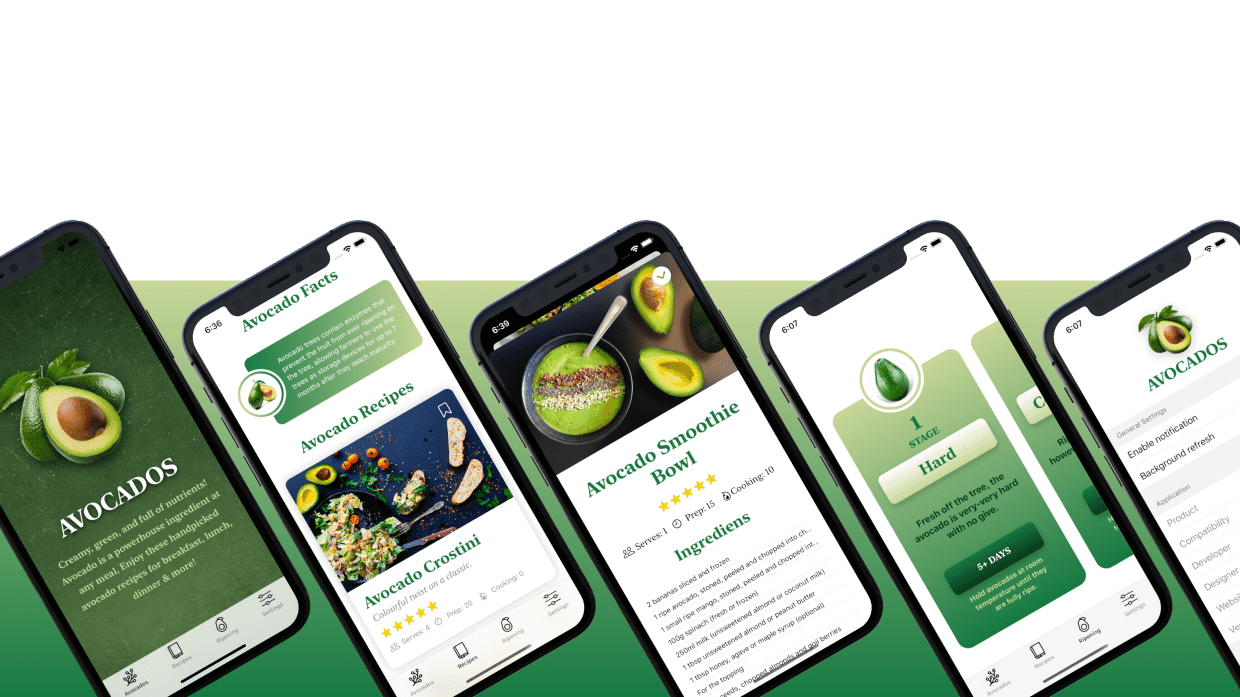 AVOCADOS
Creamy, green, and full of nutrients!
Avocado is a powerhouse ingredient at
any meal. Enjoy these handpicked
avocado recipes for breakfast, lunch,
dinner & more!
Avocados
Recipes
Ripening
Settings
6:36
Avocado Facts
Avocado trees contain enzymes that
prevent the fruit from ever ripening on
the tree, allowing farmers to use the
trees as storage devices for up to 7
months after they reach maturity.
Avocado Recipes
Avocado Crostini
Colourful twist on a classic.
Serves: 4
Prep: 20
Cooking: 0
Avocados
Recipes
Ripening
Settings
6:39
Avocado Smoothie
Bowl
Serves: 1
Prep: 15
Cooking: 10
Ingrediens
2 bananas sliced and frozen
1 ripe avocado, stoned, peeled and chopped into ch...
1 small ripe mango, stoned, peeled and chopped int...
100g spinach (fresh or frozen)
250ml milk (unsweetened almond or coconut milk)
1 tbsp unsweetened almond or peanut butter
1 tbsp honey, agave or maple syrup (optional)
For the topping
seeds, chopped almonds and goji berries
6:07
1
STAGE
Hard
Fresh off the tree, the
avocado is very-very hard
with no give.
5+ DAYS
Hold avocados at room
temperature until they
are fully ripe.
Avocados
Recipes
Ripening
Settings
6:07
AVOCADOS
General Settings
Enable notification
Background refresh
Application
Product
Compatibility
Developer
Designer